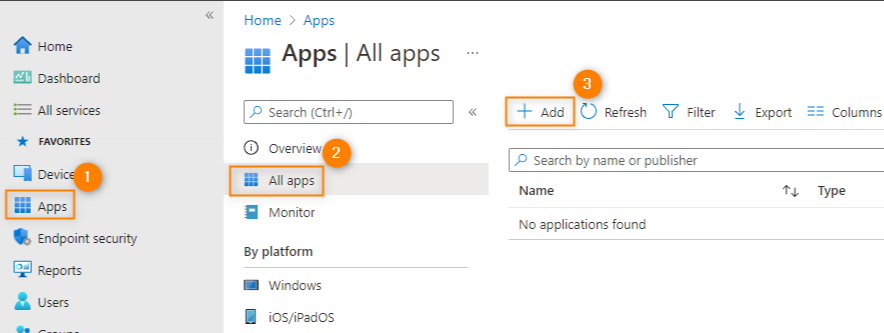 «
Home
Dashboard
All services
FAVORITES
1
Apps
Endpoint security
Reports
Users
Home > Apps
Apps | All apps ...
Search (Ctrl+/) «
Overview
2
All apps
Monitor
By platform
Windows
iOS/iPadOS
3
+ Add Refresh Filter Export Columns
Search by name or publisher
Name ↑↓ Type
No applications found